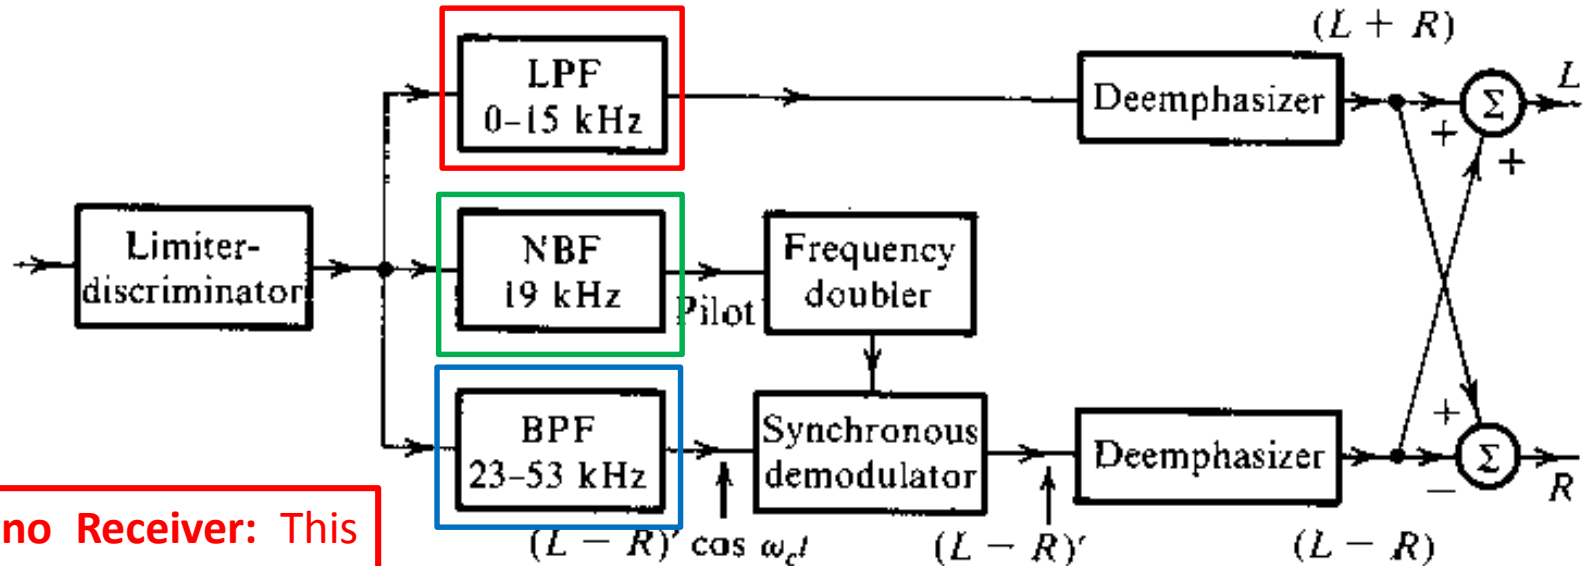 (L + R)
LPF
0–15 kHz
Deemphasizer
Σ
L
+
+
Limiter-
discriminator
NBF
19 kHz
Pilot
Frequency
doubler
BPF
23–53 kHz
Synchronous
demodulator
Deemphasizer
+
Σ
−
R
no Receiver: This
(L − R)′ cos ω_c t
(L − R)′
(L − R)